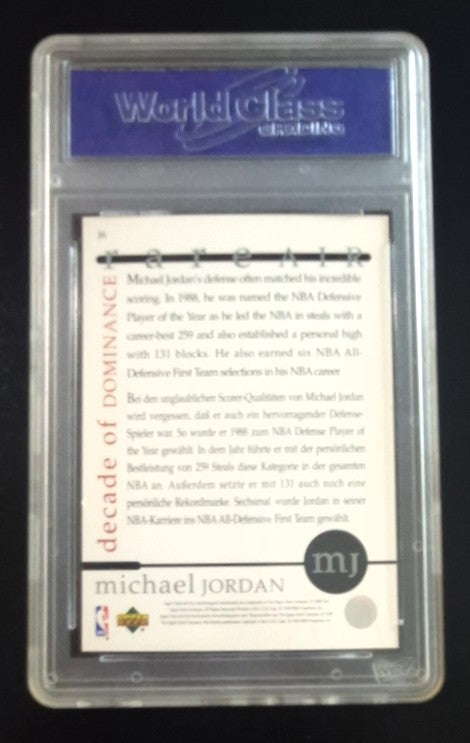 World Class
GRADING
J6
rare AIR
decade of DOMINANCE
Michael Jordan's defense often matched his incredible
scoring. In 1988, he was named the NBA Defensive
Player of the Year as he led the NBA in steals with a
career-best 259 and also established a personal high
with 131 blocks. He also earned six NBA All-
Defensive First Team selections in his NBA career.
Bei den unglaublichen Scorer-Qualitäten von Michael Jordan
wird vergessen, daß er auch ein hervorragender Defense-
Spieler war. So wurde er 1988 zum NBA Defense Player of
the Year gewählt. In dem Jahr führte er mit der persönlichen
Bestleistung von 259 Steals diese Kategorie in der gesamten
NBA an. Außerdem setzte er mit 131 auch noch eine
persönliche Rekordmarke. Sechsmal wurde Jordan in seiner
NBA-Karriere ins NBA All-Defensive First Team gewählt.
mj
michael JORDAN
NBA
UPPER DECK